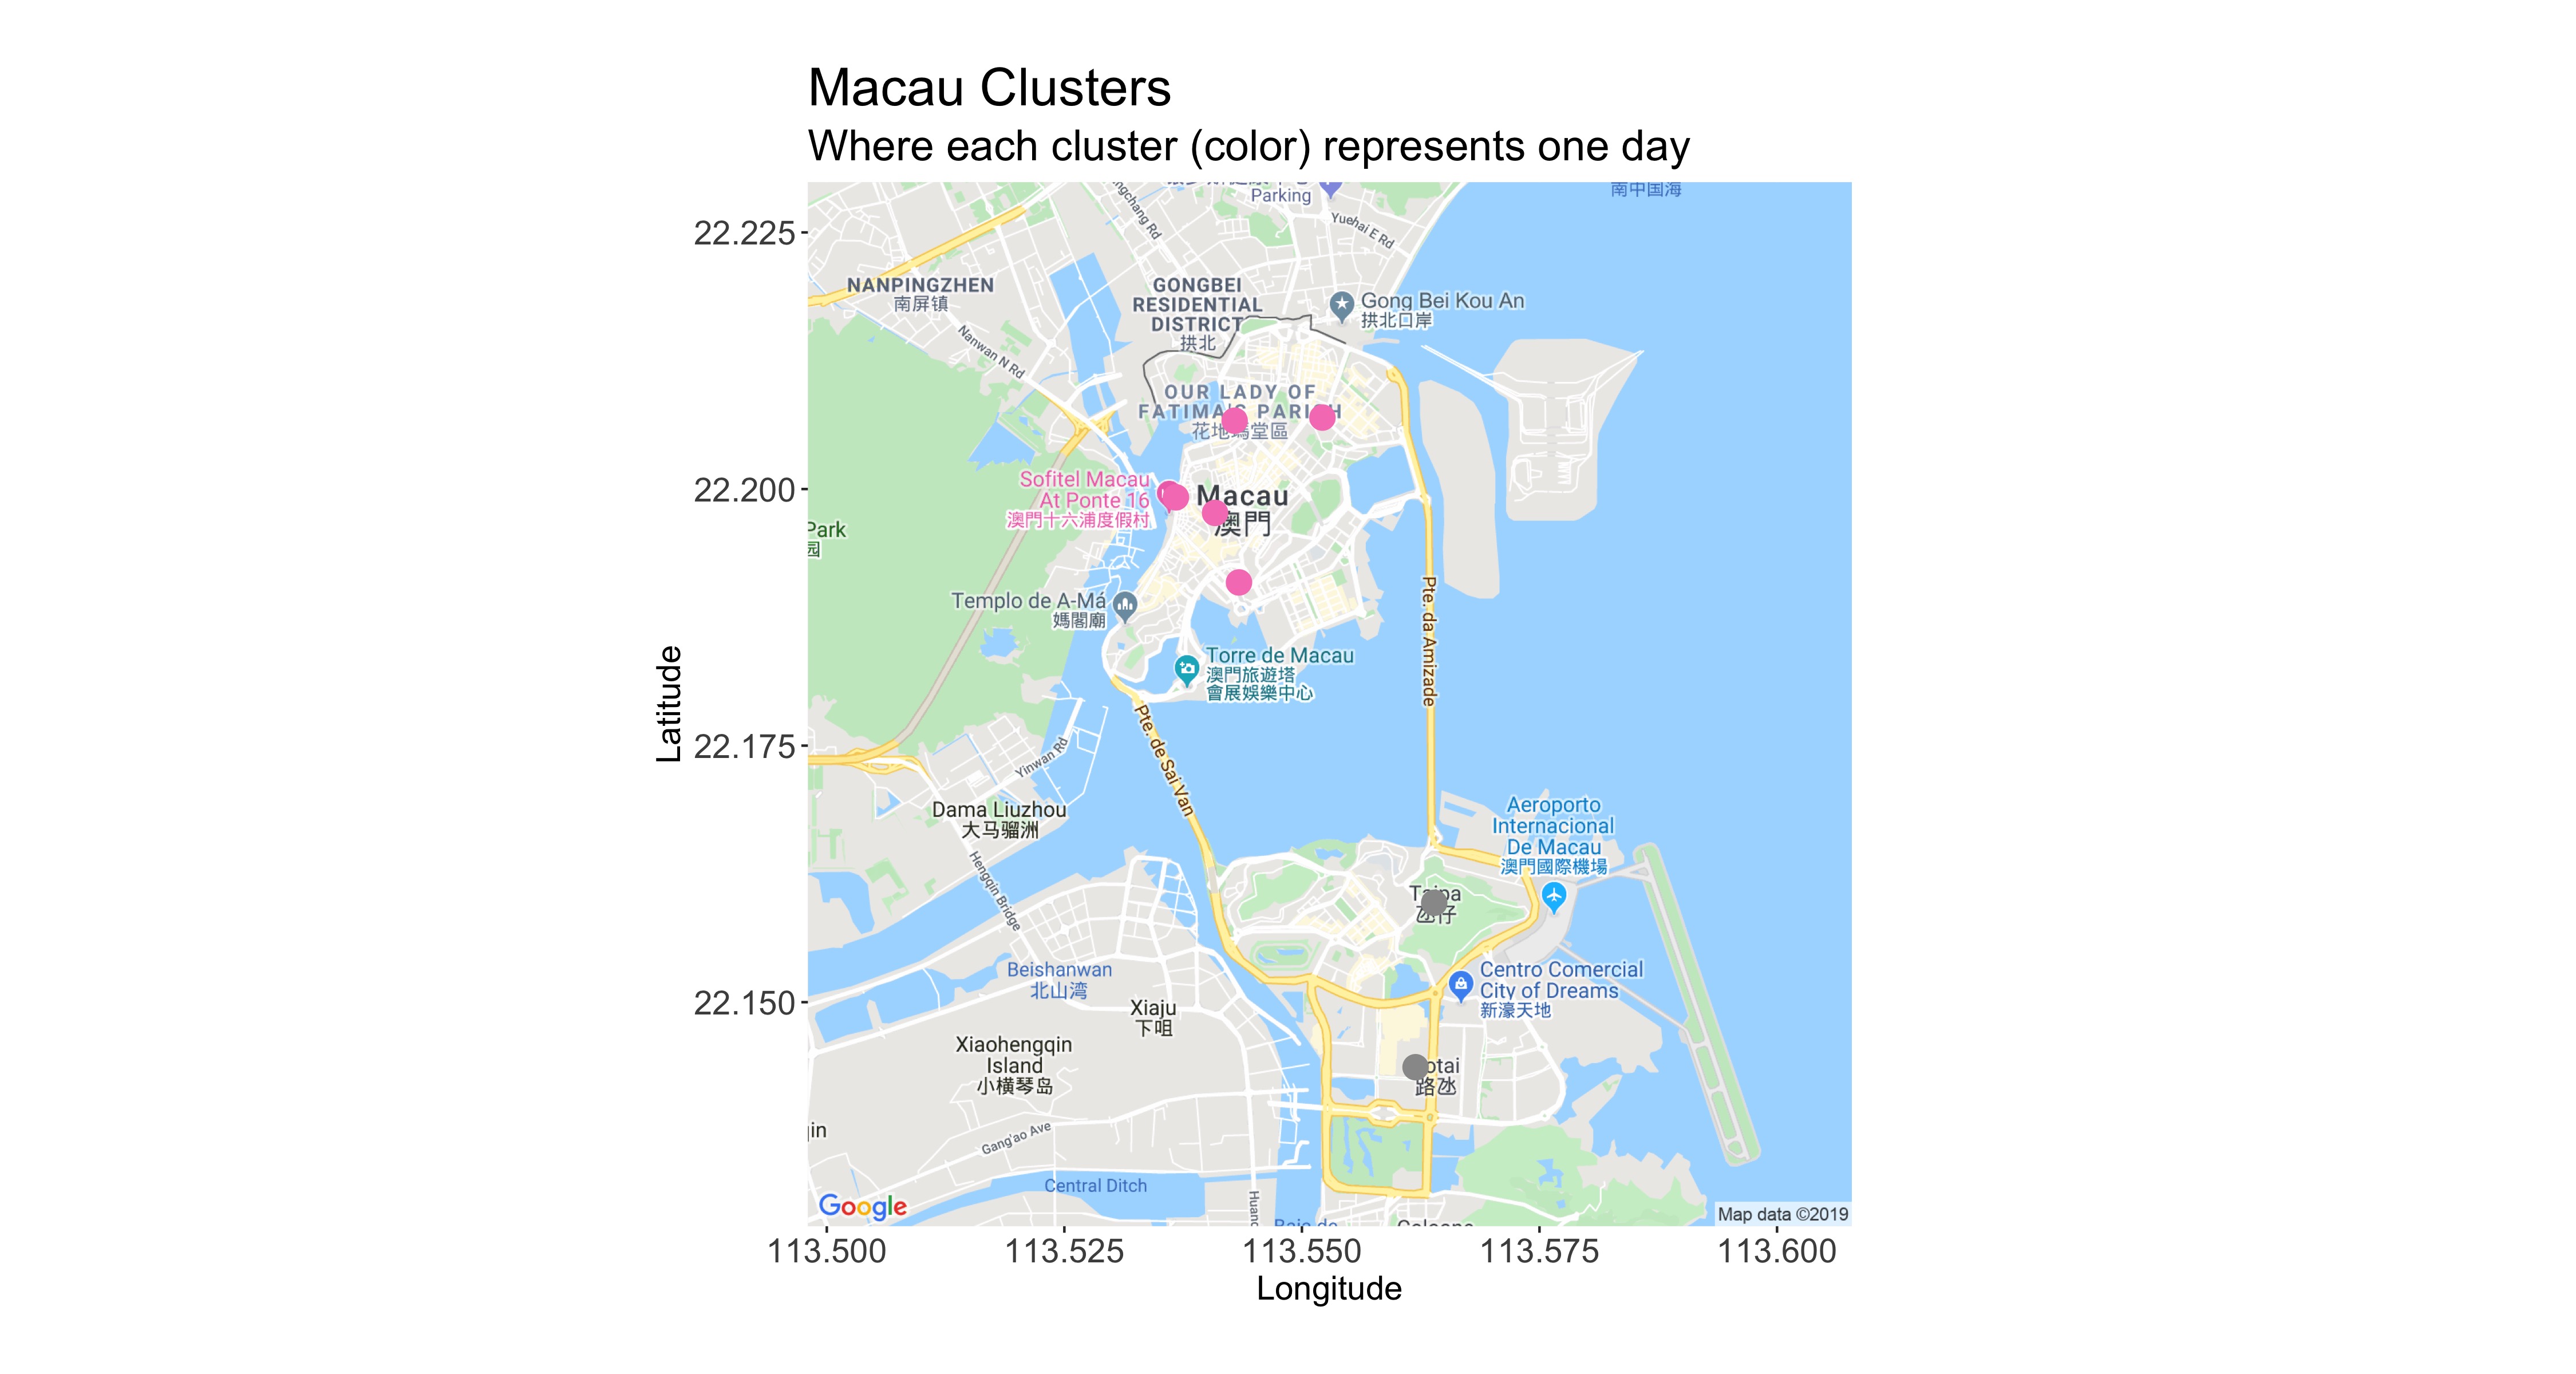 Macau Clusters
Where each cluster (color) represents one day
Parking
南中国海
Yuehai E Rd
22.225
NANPINGZHEN
南屏镇
GONGBEI
RESIDENTIAL
DISTRICT
拱北
Gong Bei Kou An
拱北口岸
Nanwan N Rd
OUR LADY OF
花地瑪堂區
Sofitel Macau
At Ponte 16
澳門十六浦度假村
22.200
Macau
澳門
Park
园
Templo de A-Má
媽閣廟
Pte. da Amizade
Torre de Macau
澳門旅遊塔
會展娛樂中心
Latitude
22.175
Pte. de Sai Van
Yinwan Rd
Dama Liuzhou
大马骝洲
Hengqin Bridge
Aeroporto
Internacional
De Macau
澳門國際機場
Taipa
氹仔
Beishanwan
北山湾
Centro Comercial
City of Dreams
新濠天地
22.150
Xiaju
下咀
Xiaohengqin
Island
小横琴岛
otai
路氹
Gang'ao Ave
Central Ditch
Google
Map data ©2019
113.500
113.525
113.550
113.575
113.600
Longitude